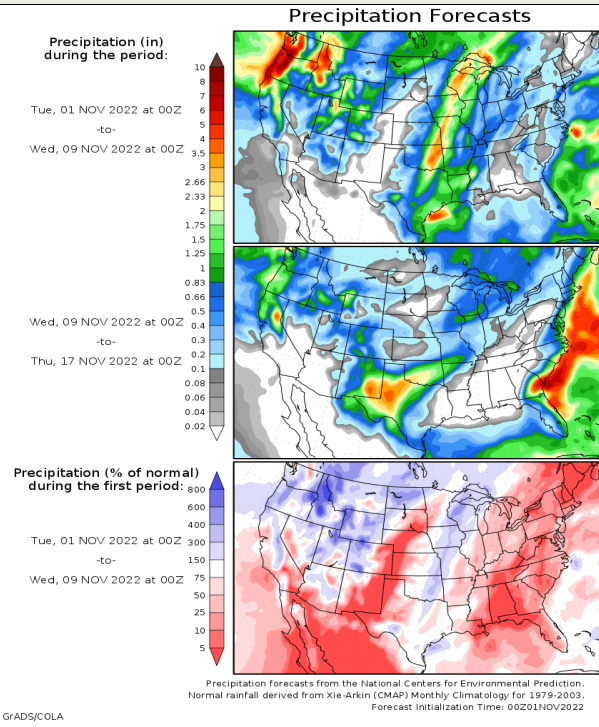 Precipitation Forecasts
Precipitation (in)
during the period:
Tue, 01 NOV 2022 at 00Z
-to-
Wed, 09 NOV 2022 at 00Z
10
8
7
6
5
4
3.5
3
2.66
2.33
2
1.75
1.5
1.25
1
0.83
0.66
0.5
0.4
0.3
0.2
0.1
0.08
0.06
0.04
0.02
Wed, 09 NOV 2022 at 00Z
-to-
Thu, 17 NOV 2022 at 00Z
Precipitation (% of normal)
during the first period:
Tue, 01 NOV 2022 at 00Z
-to-
Wed, 09 NOV 2022 at 00Z
800
600
400
300
150
75
50
25
10
5
Precipitation forecasts from the National Centers for Environmental Prediction.
Normal rainfall derived from Xie-Arkin (CMAP) Monthly Climatology for 1979-2003.
Forecast Initialization Time: 00Z01NOV2022
GrADS/COLA